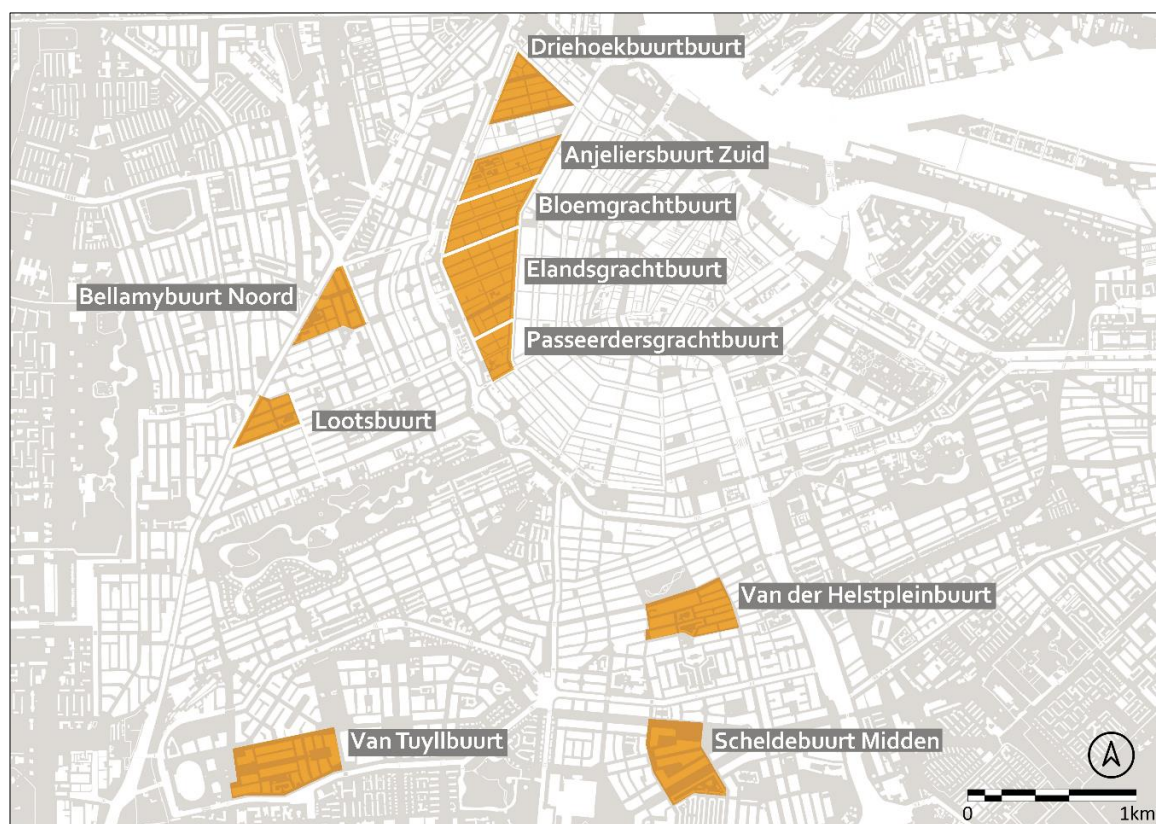 Driehoekbuurtbuurt
Anjeliersbuurt Zuid
Bloemgrachtbuurt
Elandsgrachtbuurt
Bellamybuurt Noord
Passeerdersgrachtbuurt
Lootsbuurt
Van der Helstpleinbuurt
Van Tuyllbuurt
Scheldebuurt Midden
0 1km